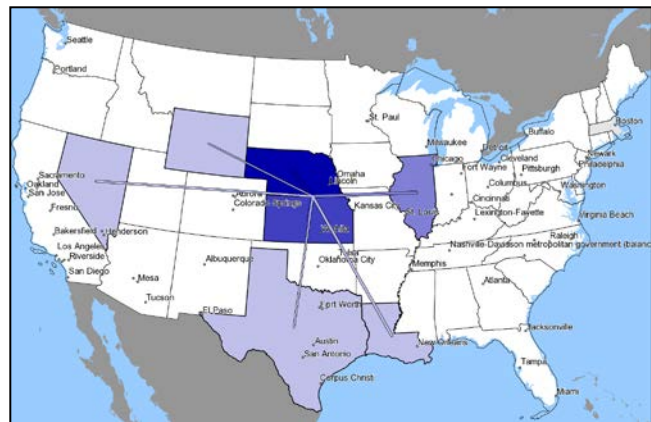 Seattle
Portland
St. Paul
Boston
Buffalo
Milwaukee
Detroit
Chicago
Cleveland
Newark
Omaha
Lincoln
Fort Wayne
Pittsburgh
Philadelphia
Sacramento
Oakland
San Jose
Aurora
Colorado Springs
Kansas City
St. Louis
Columbus
Cincinnati
Washington
Fresno
Lexington-Fayette
Virginia Beach
Bakersfield
Henderson
Wichita
Raleigh
Los Angeles
Riverside
Nashville-Davidson metropolitan government (balanc
Tulsa
San Diego
Mesa
Albuquerque
Oklahoma City
Memphis
Tucson
Atlanta
El Paso
Fort Worth
Jacksonville
Austin
New Orleans
San Antonio
Tampa
Corpus Christi
Miami